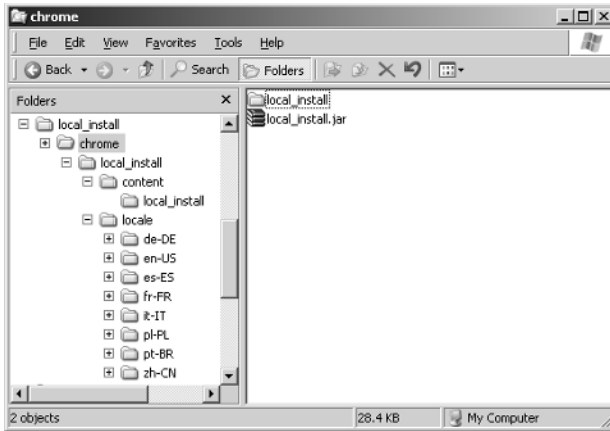 chrome
File Edit View Favorites Tools Help
Back Search Folders
Folders
local_install
chrome
local_install
content
local_install
locale
de-DE
en-US
es-ES
fr-FR
it-IT
pl-PL
pt-BR
zh-CN
local_install
local_install.jar
2 objects 28.4 KB My Computer